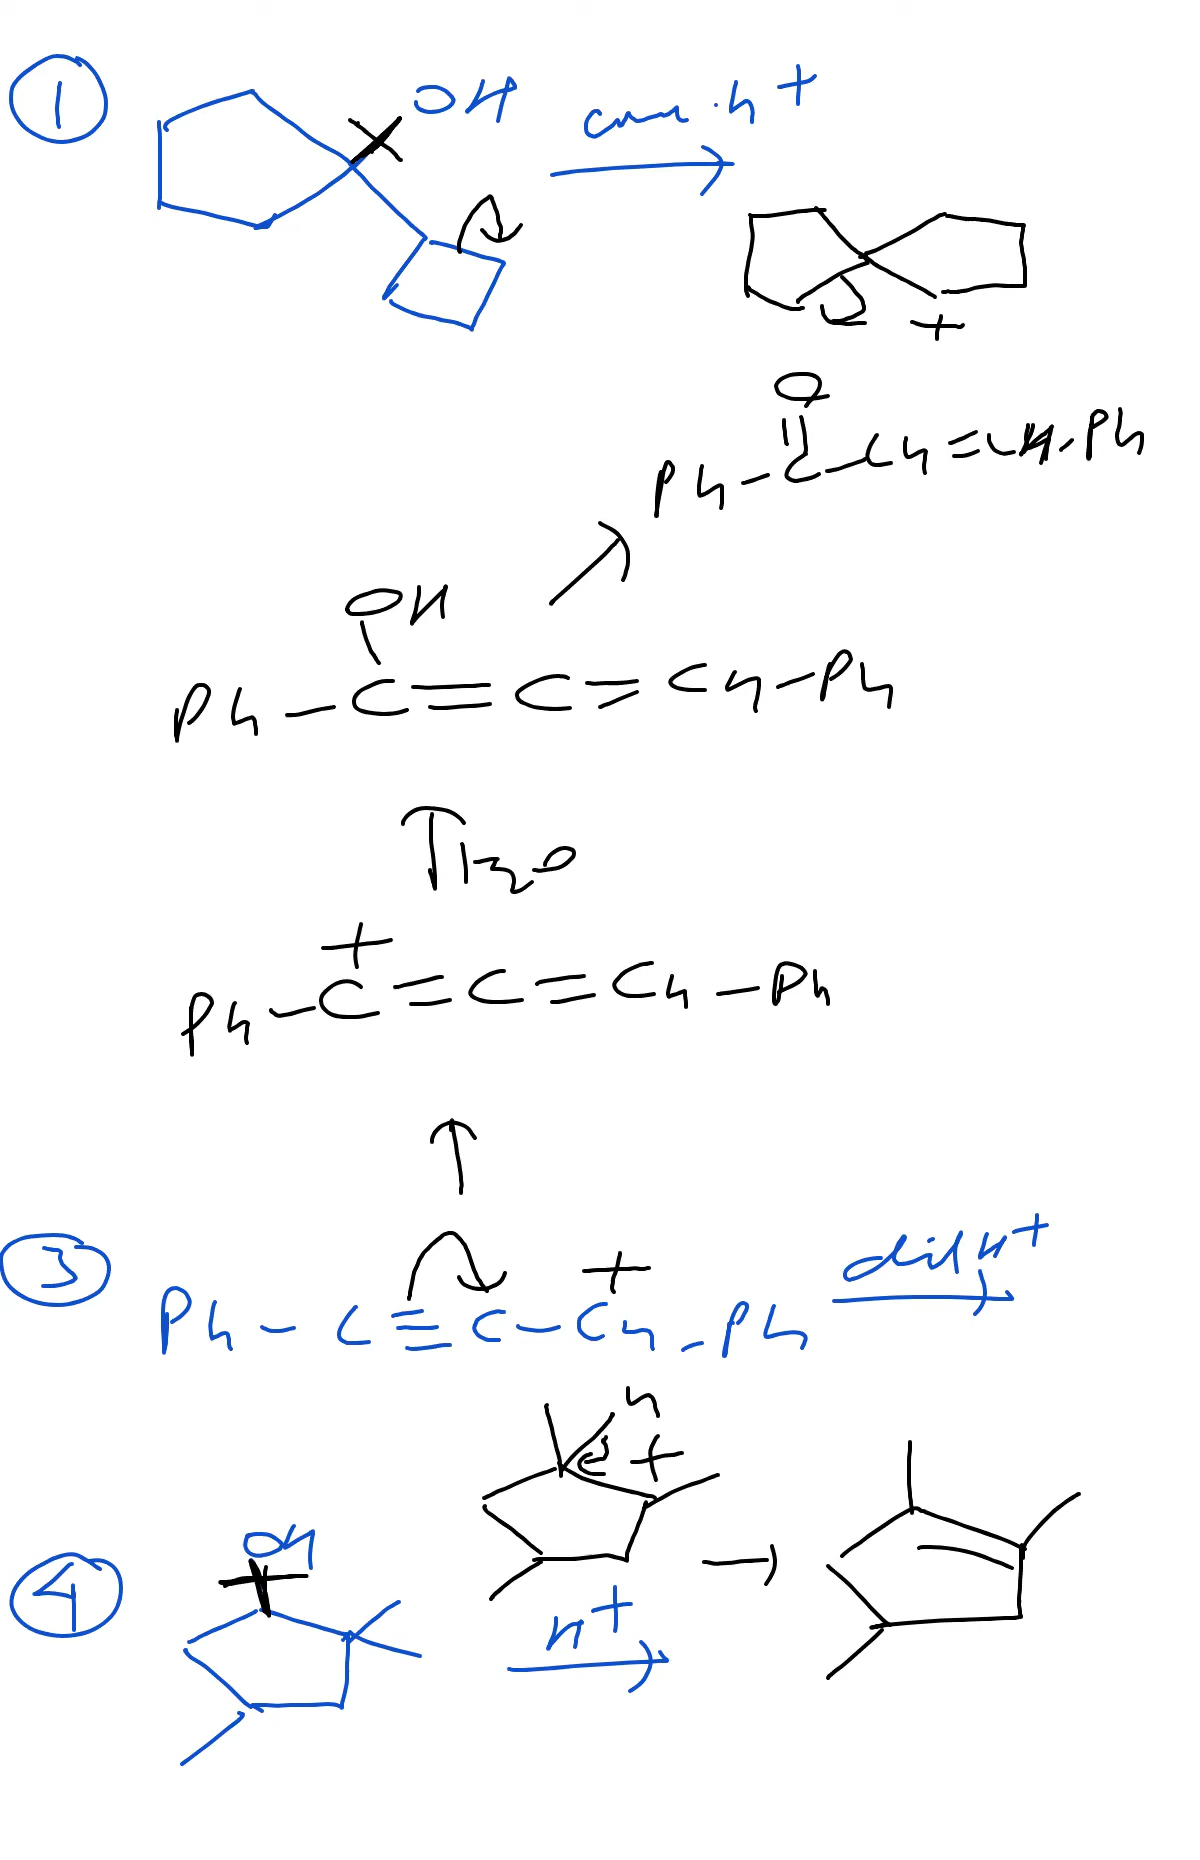 ①
OH
conc. H+
+
O
Ph-C-CH=CH-Ph
OH
Ph-C=C=CH-Ph
H2O
+
Ph-C=C=CH-Ph
③
+
Ph-C≡C-CH-Ph
dil H+
H
+
④
OH
H+